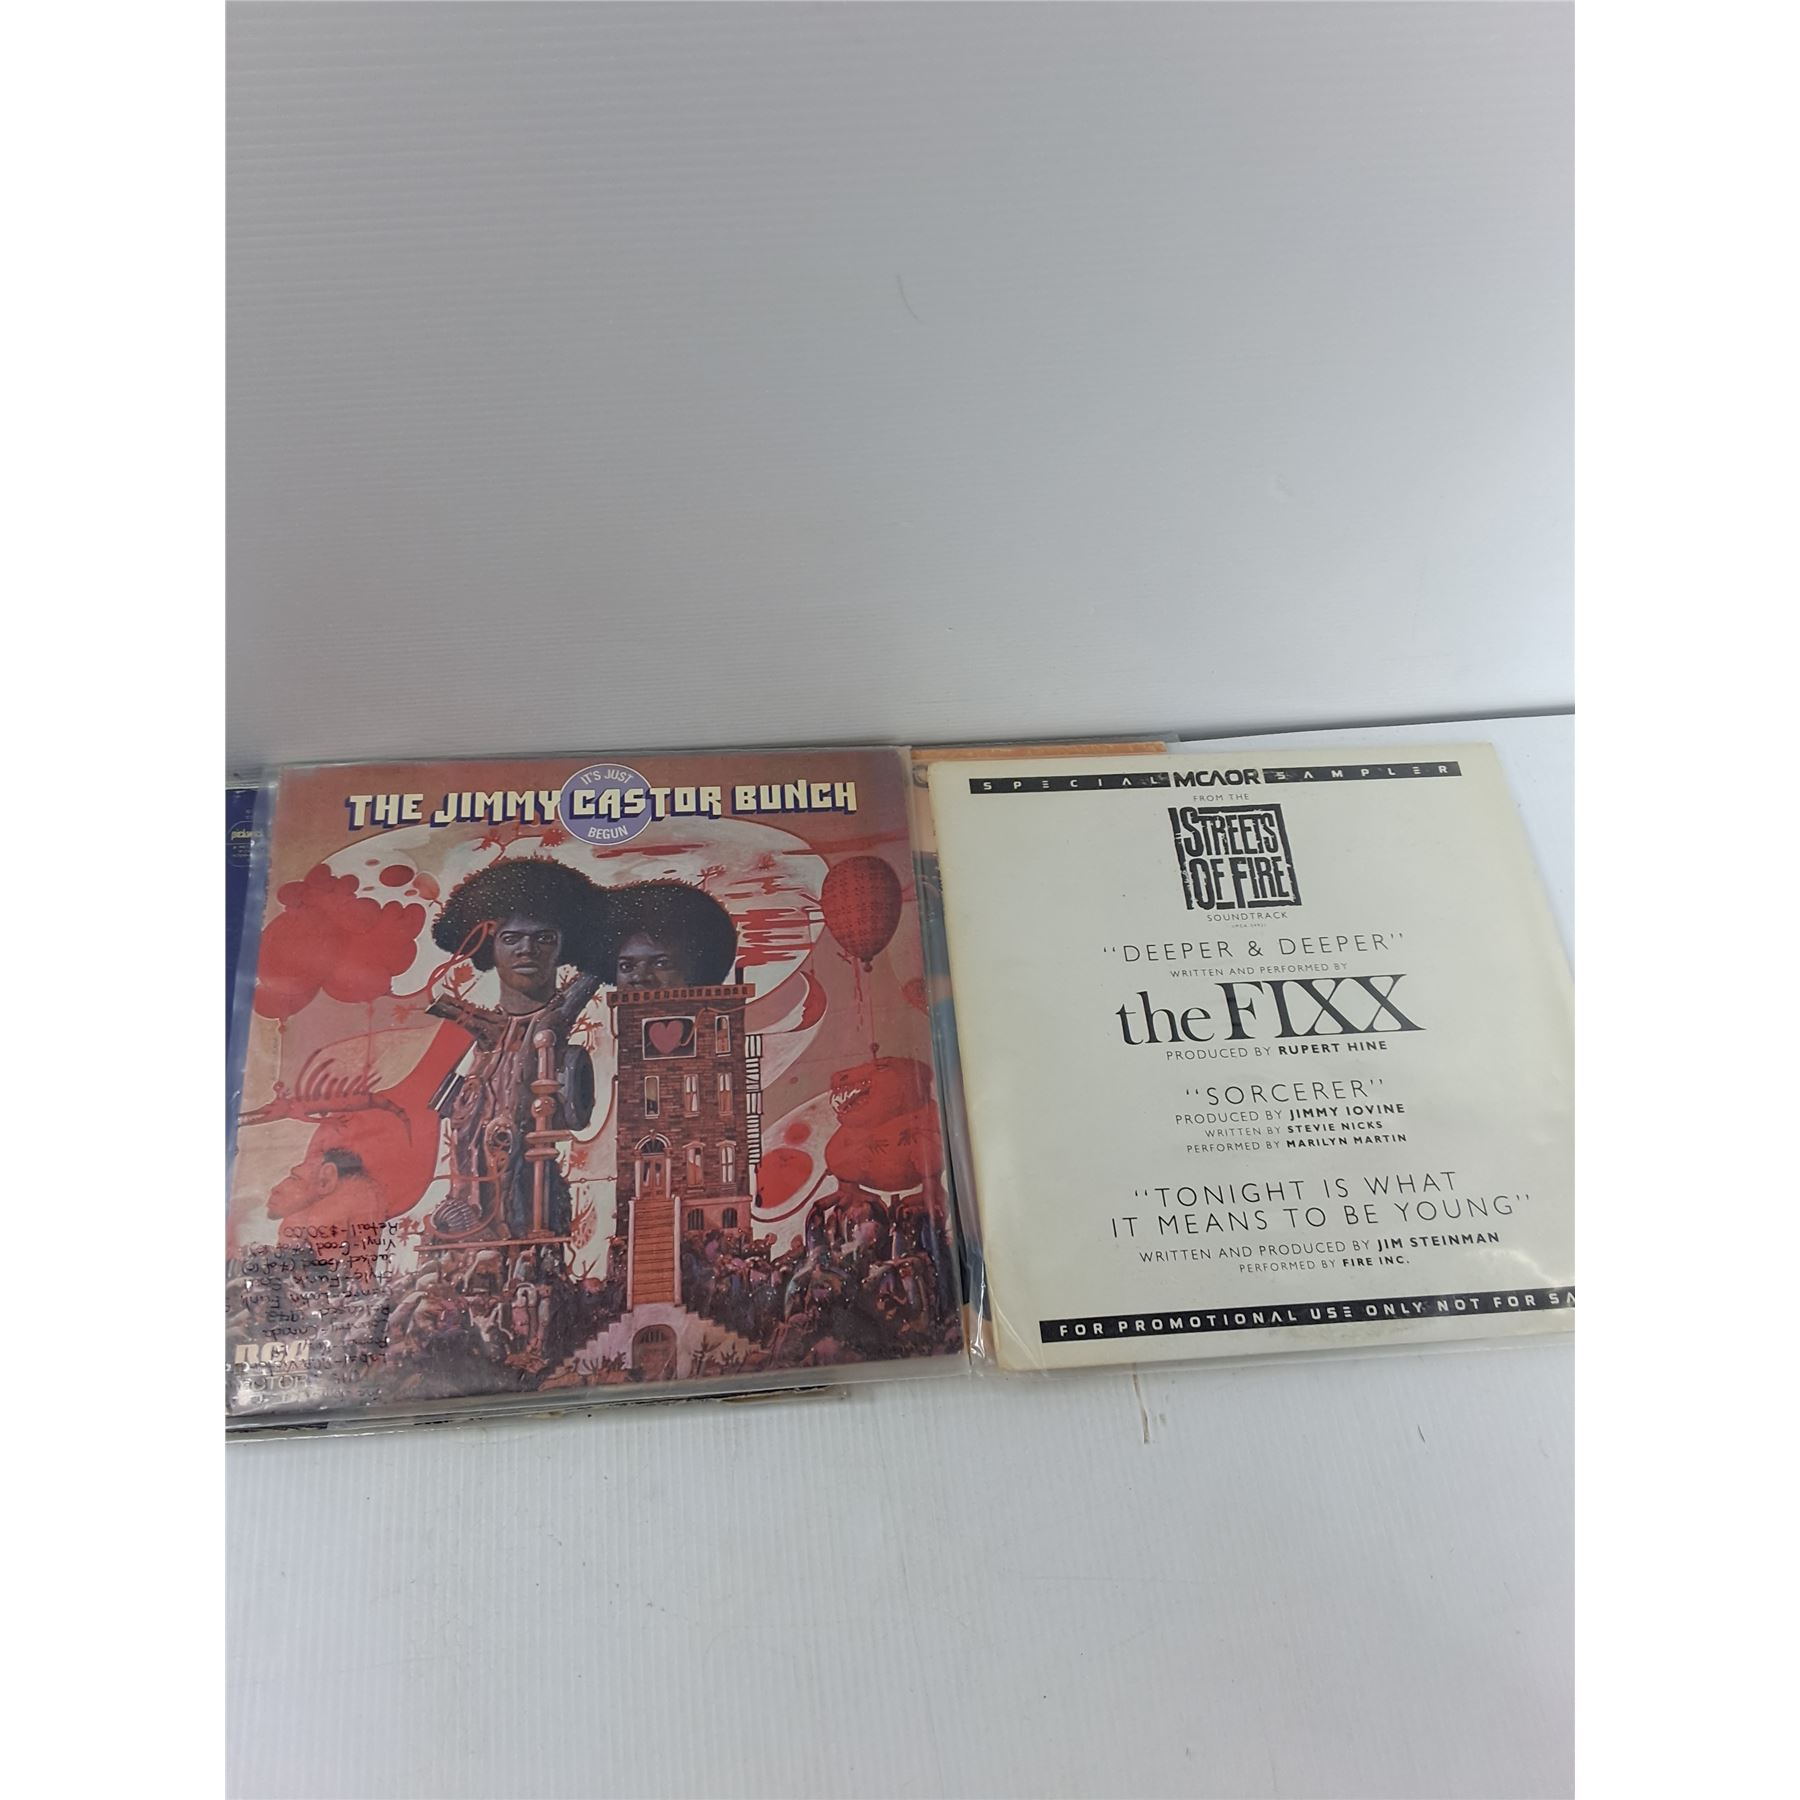 IT'S JUST
THE JIMMY CASTOR BUNCH
BEGUN
Retail-$30.00
RCA
SPECIAL MCAOR SAMPLER
FROM THE
STREETS
OF FIRE
SOUNDTRACK
"DEEPER & DEEPER"
WRITTEN AND PERFORMED BY
the FIXX
PRODUCED BY RUPERT HINE
"SORCERER"
PRODUCED BY JIMMY IOVINE
WRITTEN BY STEVIE NICKS
PERFORMED BY MARILYN MARTIN
"TONIGHT IS WHAT
IT MEANS TO BE YOUNG"
WRITTEN AND PRODUCED BY JIM STEINMAN
PERFORMED BY FIRE INC.
FOR PROMOTIONAL USE ONLY NOT FOR SA